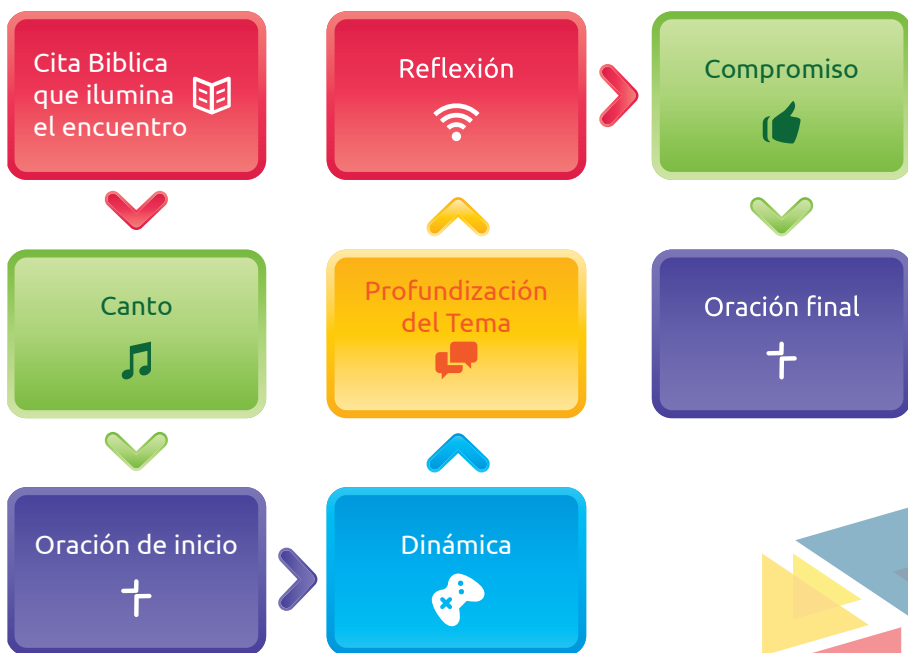 Cita Biblica
que ilumina
el encuentro
Canto
Oración de inicio
Dinámica
Profundización
del Tema
Reflexión
Compromiso
Oración final